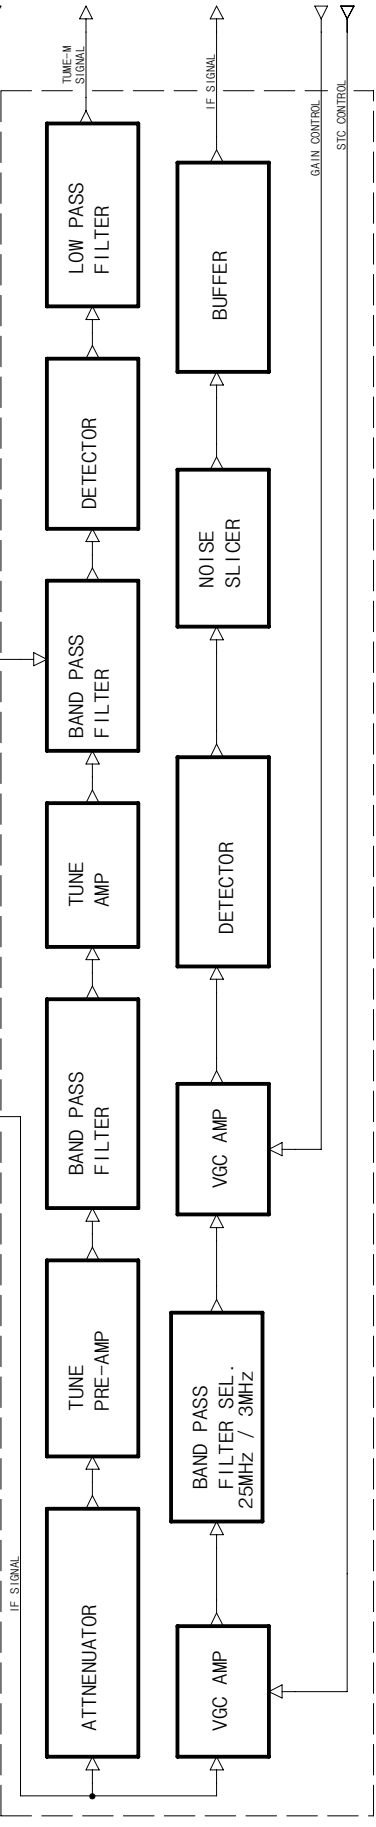 IF SIGNAL
ATTNENUATOR
TUNE
PRE-AMP
BAND PASS
FILTER
TUNE
AMP
BAND PASS
FILTER
DETECTOR
LOW PASS
FILTER
TUME-M
SIGNAL
VGC AMP
BAND PASS
FILTER SEL.
25MHz / 3MHz
VGC AMP
DETECTOR
NOISE
SLICER
BUFFER
IF SIGNAL
GAIN CONTROL
STC CONTROL